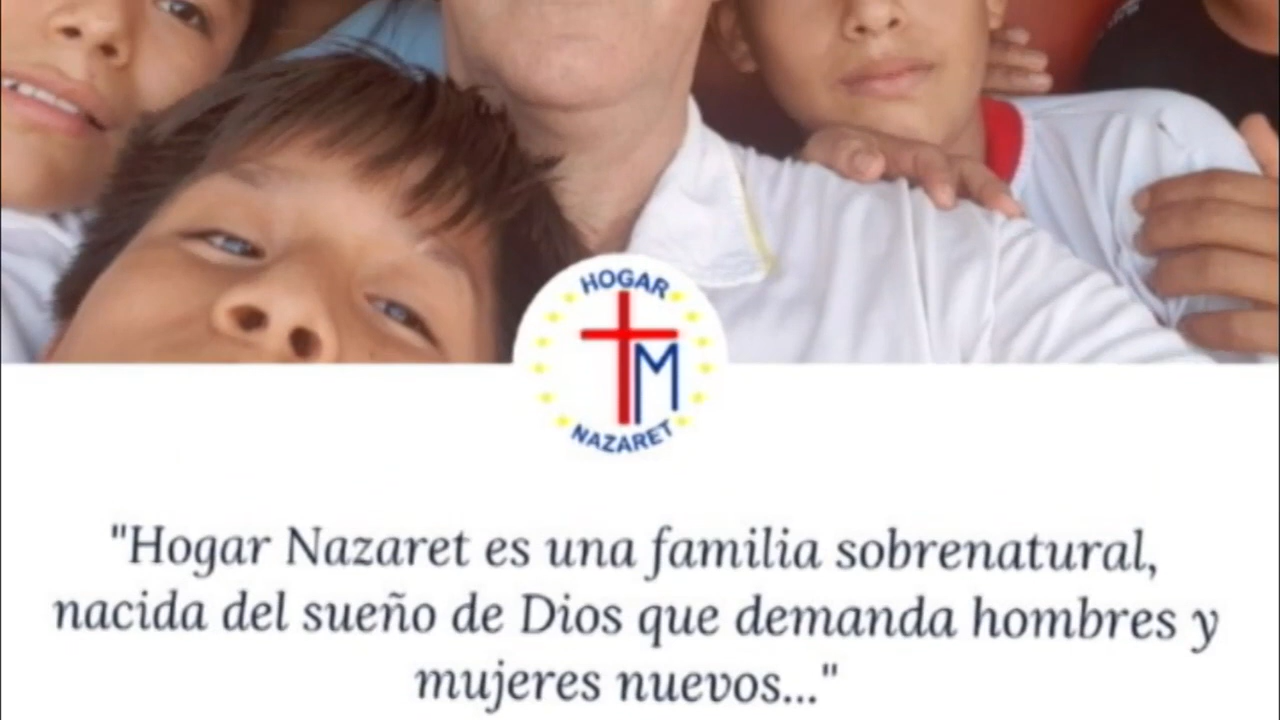 HOGAR
M
NAZARET
"Hogar Nazaret es una familia sobrenatural,
nacida del sueño de Dios que demanda hombres y
mujeres nuevos..."